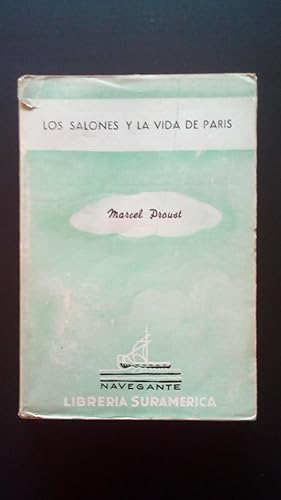 LOS SALONES Y LA VIDA DE PARIS
Marcel Proust
NAVEGANTE
LIBRERIA SURAMERICA